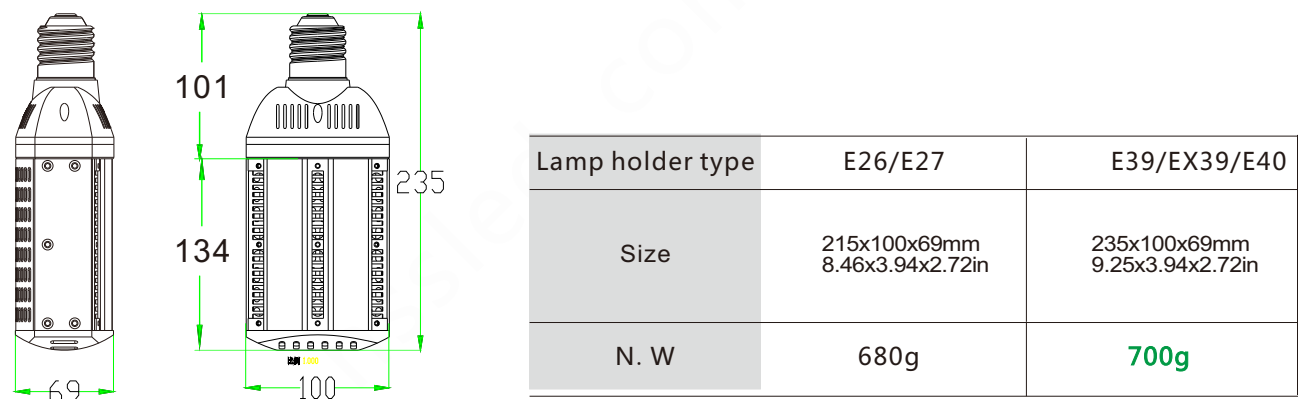 101
134
235
69
100
Lamp holder type E26/E27 E39/EX39/E40
Size 215x100x69mm 235x100x69mm
8.46x3.94x2.72in 9.25x3.94x2.72in
N. W 680g 700g